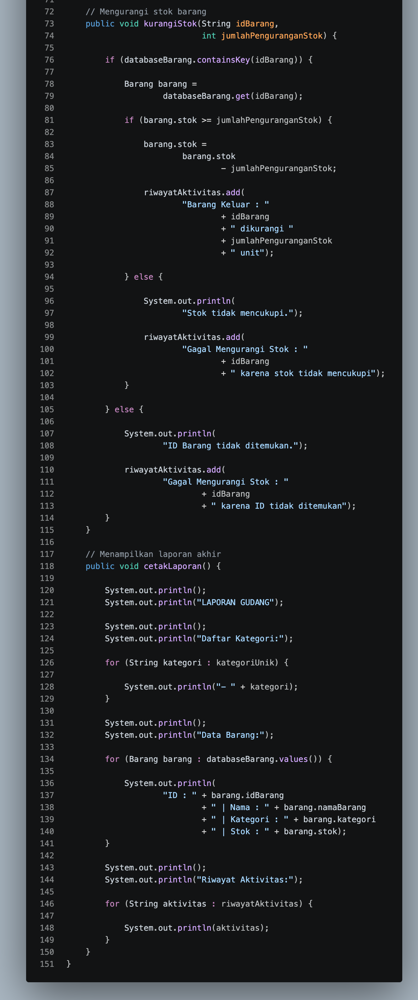 71
72 // Mengurangi stok barang
73 public void kurangiStok(String idBarang,
74 int jumlahPenguranganStok) {
75
76 if (databaseBarang.containsKey(idBarang)) {
77
78 Barang barang =
79 databaseBarang.get(idBarang);
80
81 if (barang.stok >= jumlahPenguranganStok) {
82
83 barang.stok =
84 barang.stok
85 - jumlahPenguranganStok;
86
87 riwayatAktivitas.add(
88 "Barang Keluar : "
89 + idBarang
90 + " dikurangi "
91 + jumlahPenguranganStok
92 + " unit");
93
94 } else {
95
96 System.out.println(
97 "Stok tidak mencukupi.");
98
99 riwayatAktivitas.add(
100 "Gagal Mengurangi Stok : "
101 + idBarang
102 + " karena stok tidak mencukupi");
103 }
104
105 } else {
106
107 System.out.println(
108 "ID Barang tidak ditemukan.");
109
110 riwayatAktivitas.add(
111 "Gagal Mengurangi Stok : "
112 + idBarang
113 + " karena ID tidak ditemukan");
114 }
115 }
116
117 // Menampilkan laporan akhir
118 public void cetakLaporan() {
119
120 System.out.println();
121 System.out.println("LAPORAN GUDANG");
122
123 System.out.println();
124 System.out.println("Daftar Kategori:");
125
126 for (String kategori : kategoriUnik) {
127
128 System.out.println("- " + kategori);
129 }
130
131 System.out.println();
132 System.out.println("Data Barang:");
133
134 for (Barang barang : databaseBarang.values()) {
135
136 System.out.println(
137 "ID : " + barang.idBarang
138 + " | Nama : " + barang.namaBarang
139 + " | Kategori : " + barang.kategori
140 + " | Stok : " + barang.stok);
141 }
142
143 System.out.println();
144 System.out.println("Riwayat Aktivitas:");
145
146 for (String aktivitas : riwayatAktivitas) {
147
148 System.out.println(aktivitas);
149 }
150 }
151 }